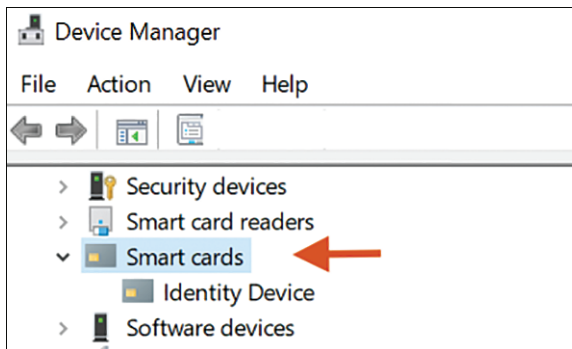 Device Manager
File Action View Help
Security devices
Smart card readers
Smart cards
Identity Device
Software devices